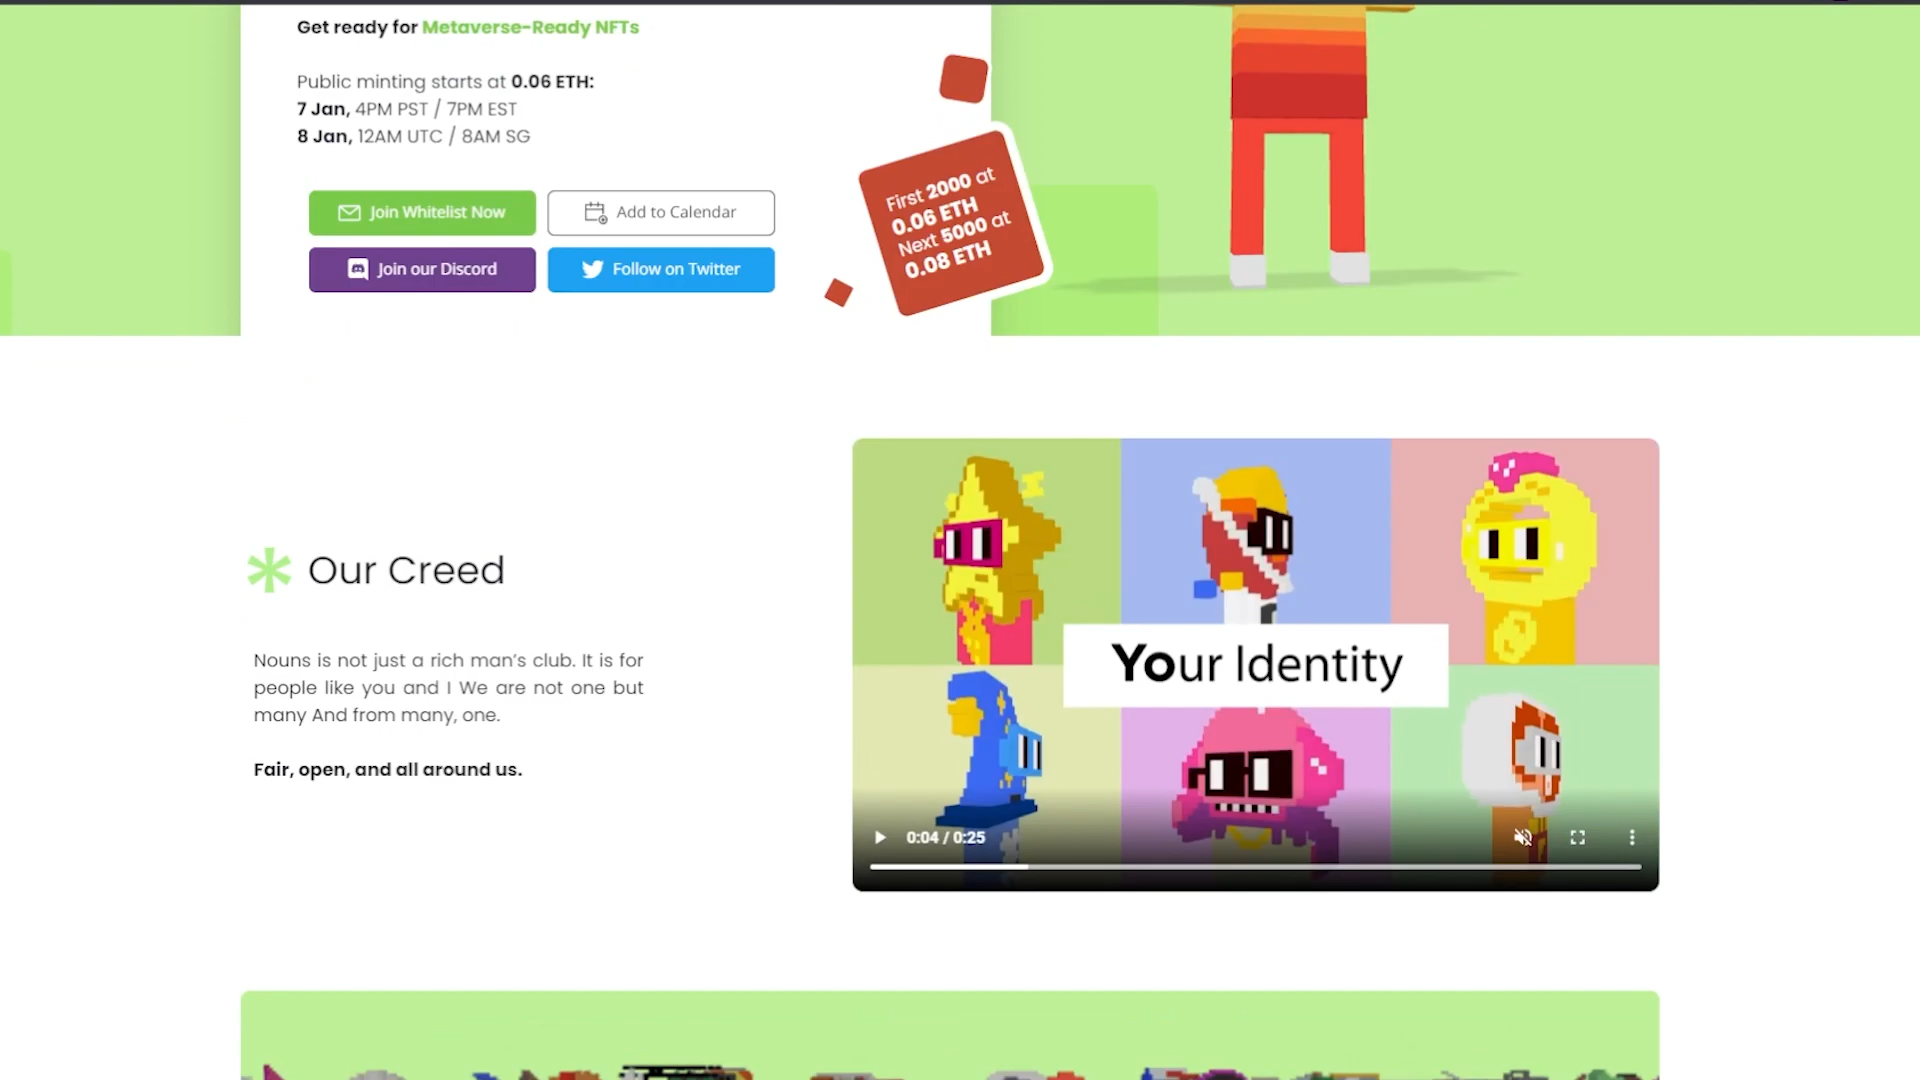 Get ready for Metaverse-Ready NFTs
Public minting starts at 0.06 ETH:
7 Jan, 4PM PST / 7PM EST
8 Jan, 12AM UTC / 8AM SG
Join Whitelist Now
Add to Calendar
Join our Discord
Follow on Twitter
First 2000 at
0.06 ETH
Next 5000 at
0.08 ETH
Our Creed
Nouns is not just a rich man's club. It is for
people like you and I We are not one but
many And from many, one.
Fair, open, and all around us.
Your Identity
0:04 / 0:25